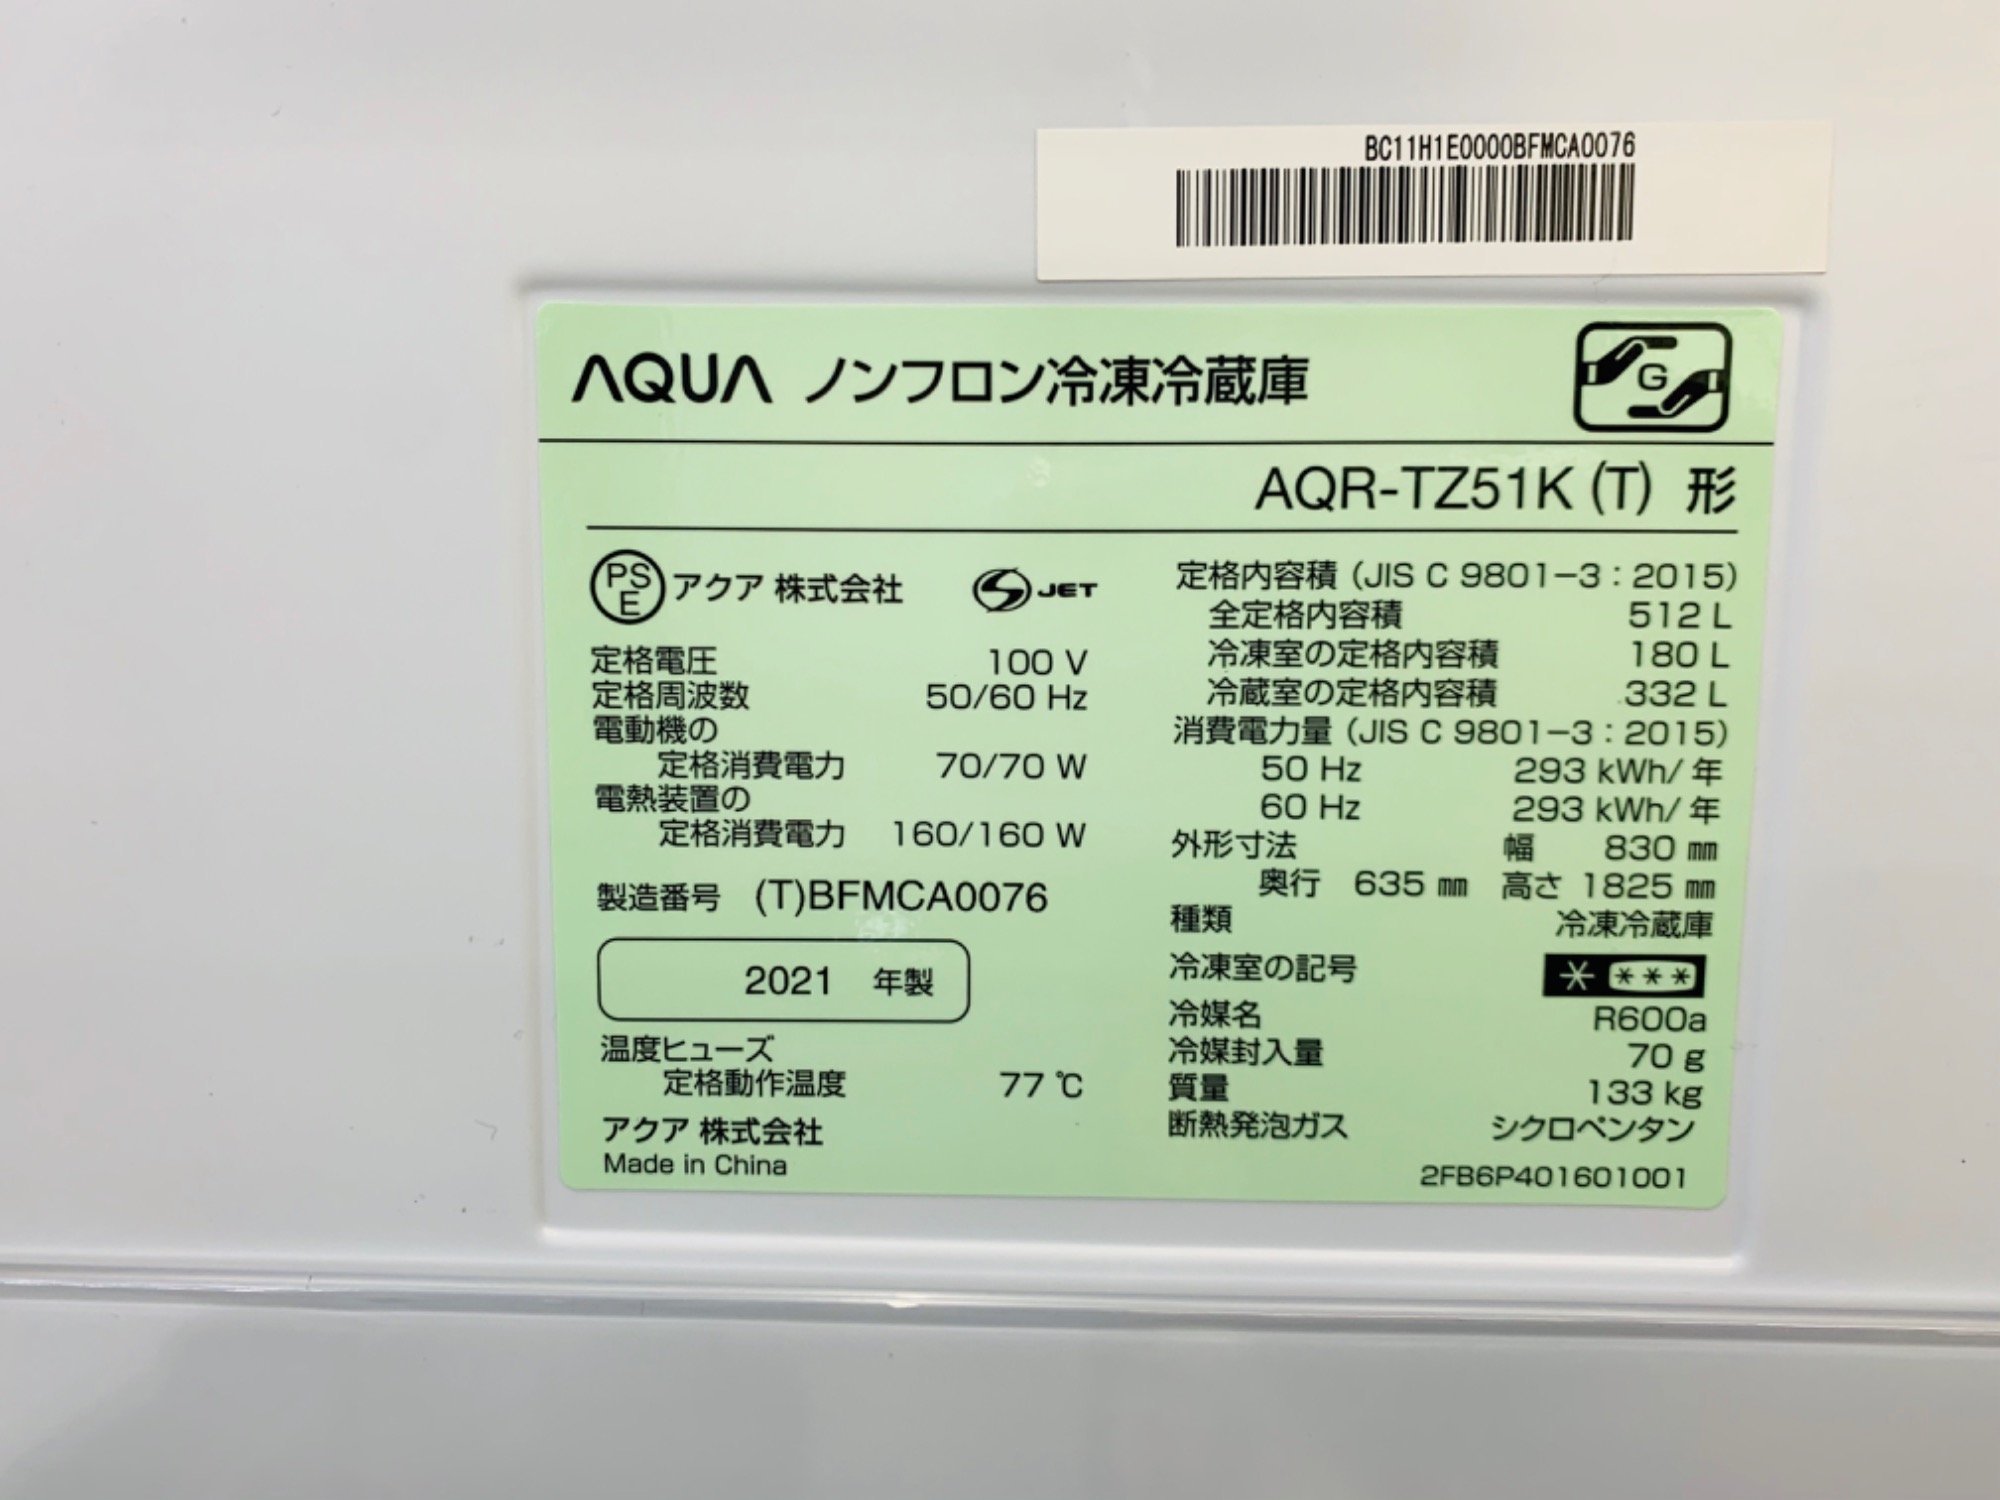 BC11H1E0000BFMCA0076
AQUA ノンフロン冷凍冷蔵庫
G
AQR-TZ51K (T) 形
PSE アクア 株式会社 S JET
定格電圧 100 V
定格周波数 50/60 Hz
電動機の
定格消費電力 70/70 W
電熱装置の
定格消費電力 160/160 W
製造番号 (T)BFMCA0076
2021 年製
温度ヒューズ
定格動作温度 77 ℃
アクア 株式会社
Made in China
定格内容積 (JIS C 9801-3 : 2015)
全定格内容積 512 L
冷凍室の定格内容積 180 L
冷蔵室の定格内容積 332 L
消費電力量 (JIS C 9801-3 : 2015)
50 Hz 293 kWh/年
60 Hz 293 kWh/年
外形寸法 幅 830 ㎜
奥行 635 ㎜ 高さ 1825 ㎜
種類 冷凍冷蔵庫
冷凍室の記号 * ***
冷媒名 R600a
冷媒封入量 70 g
質量 133 kg
断熱発泡ガス シクロペンタン
2FB6P401601001